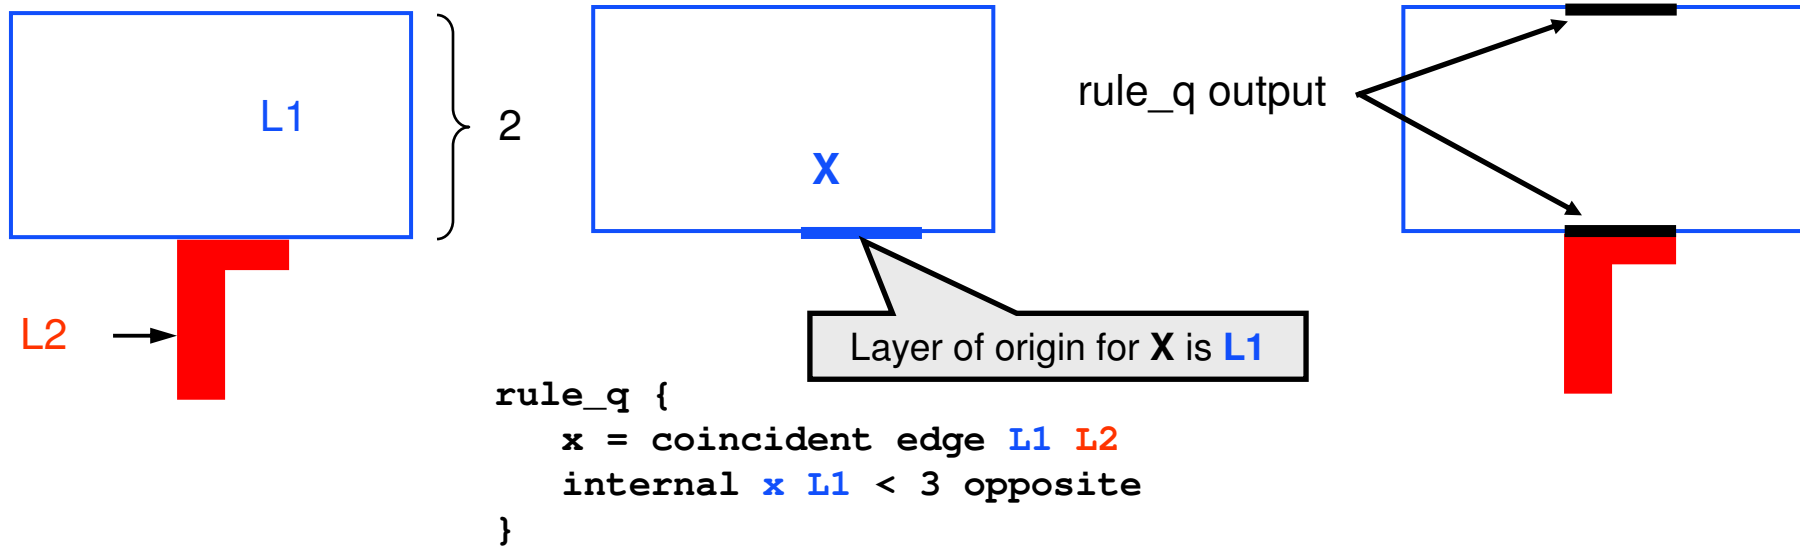 L1
2
X
rule_q output
L2
Layer of origin for X is L1
rule_q {
x = coincident edge L1 L2
internal x L1 < 3 opposite
}